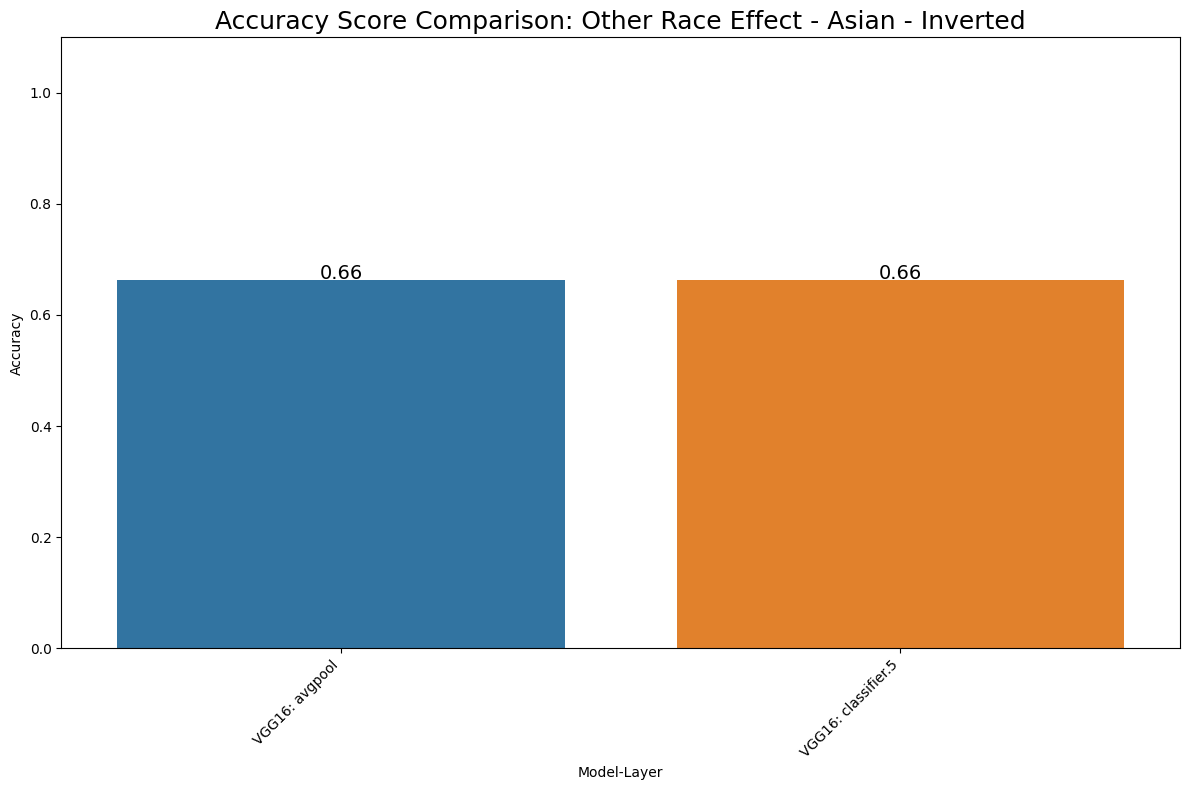 Accuracy Score Comparison: Other Race Effect - Asian - Inverted
1.0
0.8
0.6
0.4
0.2
0.0
Accuracy
0.66
0.66
VGG16: avgpool
VGG16: classifier.5
Model-Layer